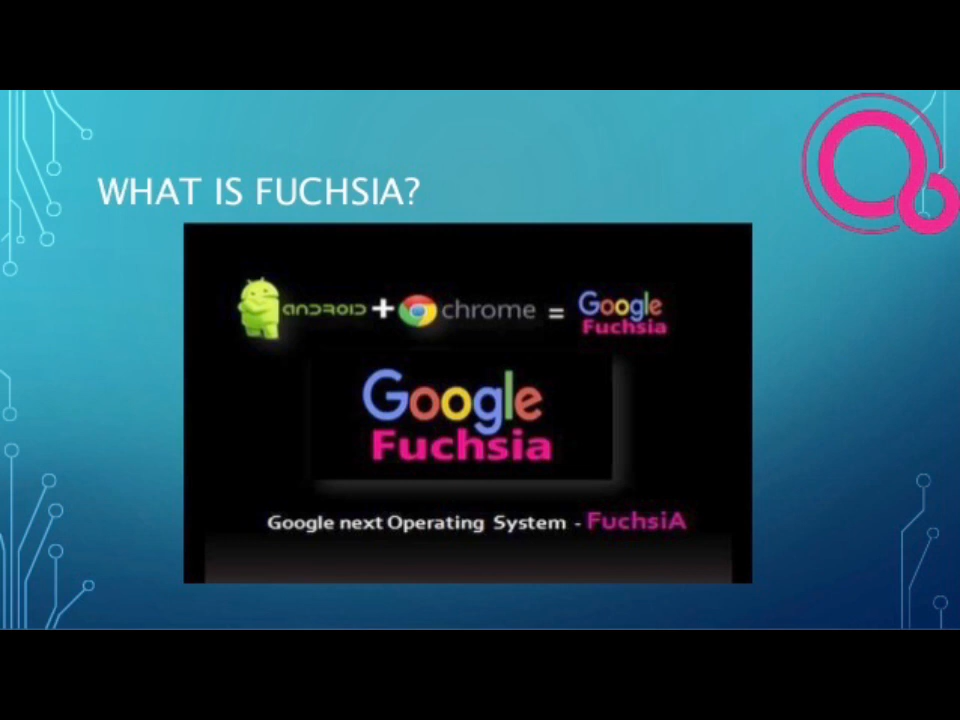 WHAT IS FUCHSIA?
ANDROID + chrome = Google Fuchsia
Google
Fuchsia
Google next Operating System - FuchsiA